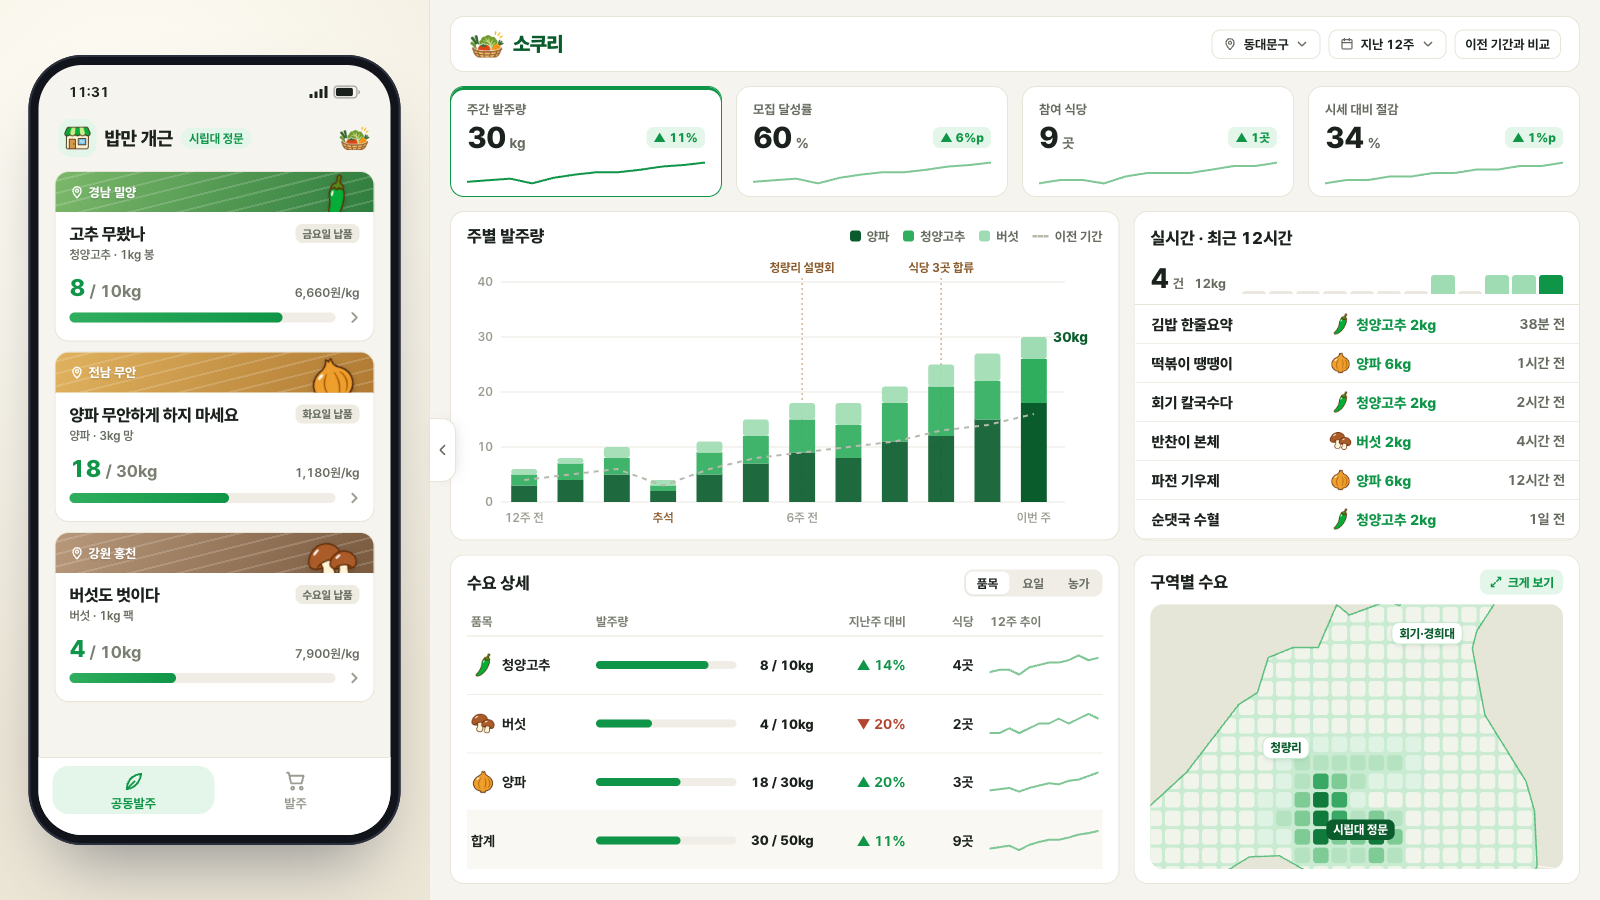 11:31
밥만 개근
시립대 정문
경남 밀양
고추 무봤나
금요일 납품
청양고추 · 1kg 봉
8 / 10kg
6,660원/kg
전남 무안
양파 무안하게 하지 마세요
화요일 납품
양파 · 3kg 망
18 / 30kg
1,180원/kg
강원 홍천
버섯도 벗이다
수요일 납품
버섯 · 1kg 팩
4 / 10kg
7,900원/kg
공동발주
발주
소쿠리
동대문구
지난 12주
이전 기간과 비교
주간 발주량
30 kg
▲ 11%
모집 달성률
60 %
▲ 6%p
참여 식당
9 곳
▲ 1곳
시세 대비 절감
34 %
▲ 1%p
주별 발주량
양파
청양고추
버섯
이전 기간
청량리 설명회
식당 3곳 합류
40
30
20
10
0
30kg
12주 전
추석
6주 전
이번 주
실시간 · 최근 12시간
4 건 12kg
김밥 한줄요약 청양고추 2kg 38분 전
떡볶이 땡땡이 양파 6kg 1시간 전
회기 칼국수다 청양고추 2kg 2시간 전
반찬이 본체 버섯 2kg 4시간 전
파전 기우제 양파 6kg 12시간 전
순댓국 수혈 청양고추 2kg 1일 전
수요 상세
품목
요일
농가
품목 발주량 지난주 대비 식당 12주 추이
청양고추 8 / 10kg ▲ 14% 4곳
버섯 4 / 10kg ▼ 20% 2곳
양파 18 / 30kg ▲ 20% 3곳
합계 30 / 50kg ▲ 11% 9곳
구역별 수요
크게 보기
회기·경희대
청량리
시립대 정문